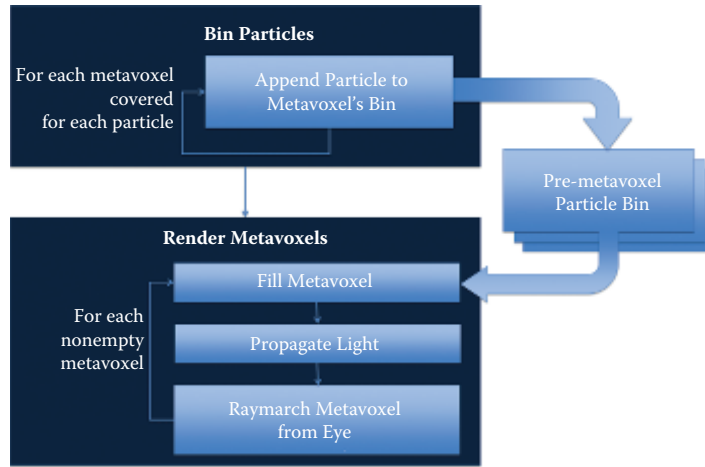 Bin Particles
For each metavoxel
covered
for each particle
Append Particle to
Metavoxel's Bin
Pre-metavoxel
Particle Bin
Render Metavoxels
Fill Metavoxel
For each
nonempty
metavoxel
Propagate Light
Raymarch Metavoxel
from Eye